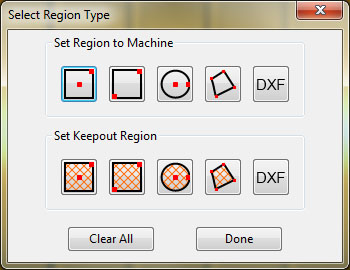 Select Region Type
Set Region to Machine
DXF
Set Keepout Region
DXF
Clear All Done